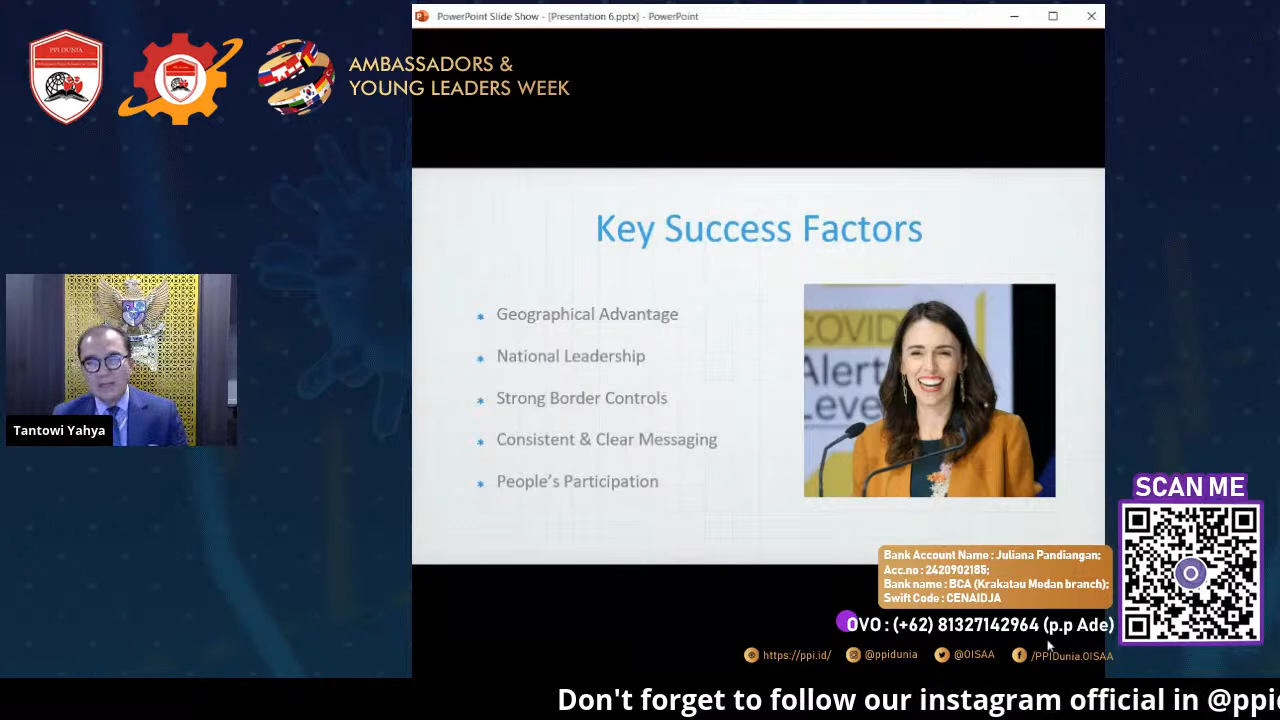 PowerPoint Slide Show - [Presentation 6.pptx] - PowerPoint
PPI DUNIA
AMBASSADORS &
YOUNG LEADERS WEEK
Key Success Factors
Geographical Advantage
National Leadership
Strong Border Controls
Consistent & Clear Messaging
People's Participation
COVID
Alert
Leve
Tantowi Yahya
SCAN ME
Bank Account Name : Juliana Pandiangan;
Acc.no : 2420902185;
Bank name : BCA (Krakatau Medan branch);
Swift Code : CENAIDJA
OVO : (+62) 81327142964 (p.p Ade)
https://ppi.id/ @ppidunia @OISAA /PPIDunia.OISAA
Don't forget to follow our instagram official in @ppi